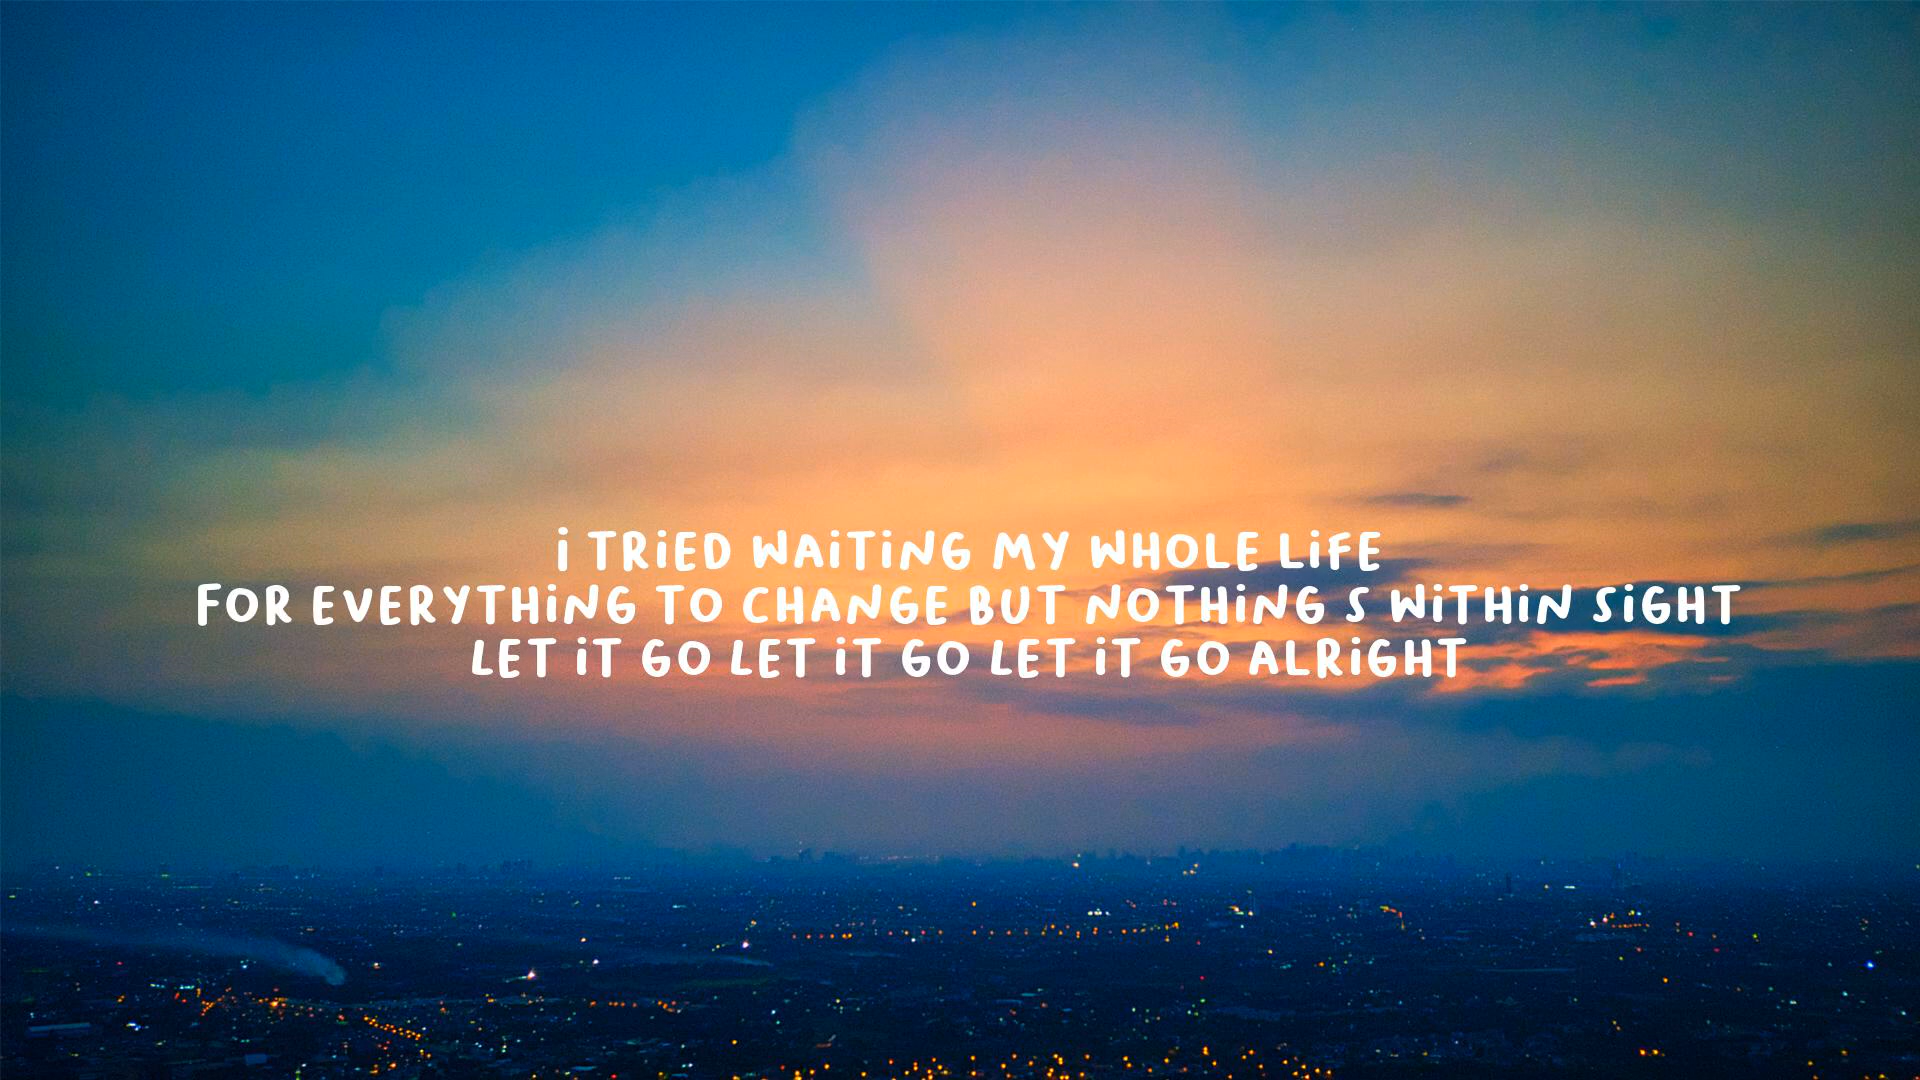 i TRiED WAiTiNG MY WHOLE LiFE
FOR EVERYTHiNG TO CHANGE BUT NOTHiNG S WiTHiN SiGHT
LET iT GO LET iT GO LET iT GO ALRiGHT